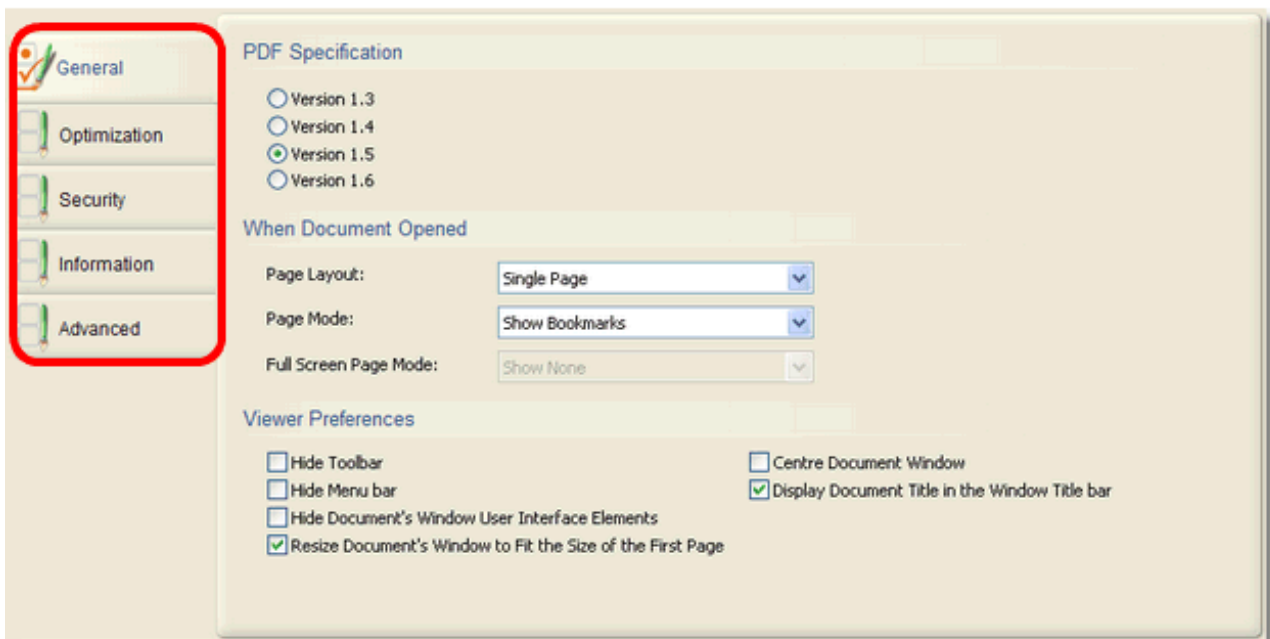 General
Optimization
Security
Information
Advanced
PDF Specification
Version 1.3
Version 1.4
Version 1.5
Version 1.6
When Document Opened
Page Layout: Single Page
Page Mode: Show Bookmarks
Full Screen Page Mode: Show None
Viewer Preferences
Hide Toolbar
Hide Menu bar
Hide Document's Window User Interface Elements
Resize Document's Window to Fit the Size of the First Page
Centre Document Window
Display Document Title in the Window Title bar